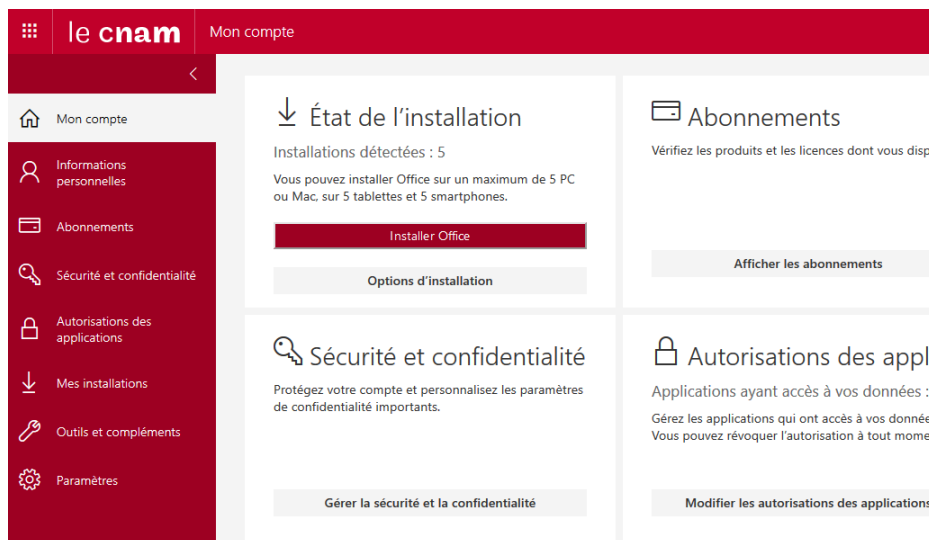 le cnam
Mon compte
Mon compte
Informations
personnelles
Abonnements
Sécurité et confidentialité
Autorisations des
applications
Mes installations
Outils et compléments
Paramètres
État de l'installation
Installations détectées : 5
Vous pouvez installer Office sur un maximum de 5 PC
ou Mac, sur 5 tablettes et 5 smartphones.
Installer Office
Options d'installation
Abonnements
Vérifiez les produits et les licences dont vous disp
Afficher les abonnements
Sécurité et confidentialité
Protégez votre compte et personnalisez les paramètres
de confidentialité importants.
Gérer la sécurité et la confidentialité
Autorisations des appl
Applications ayant accès à vos données :
Gérez les applications qui ont accès à vos donnée
Vous pouvez révoquer l'autorisation à tout mome
Modifier les autorisations des applications